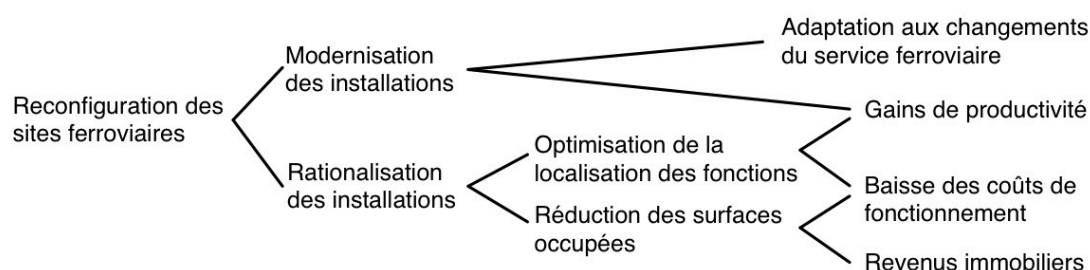 Adaptation aux changements
du service ferroviaire
Modernisation
des installations
Reconfiguration des
sites ferroviaires
Gains de productivité
Optimisation de la
localisation des fonctions
Rationalisation
des installations
Baisse des coûts de
fonctionnement
Réduction des surfaces
occupées
Revenus immobiliers